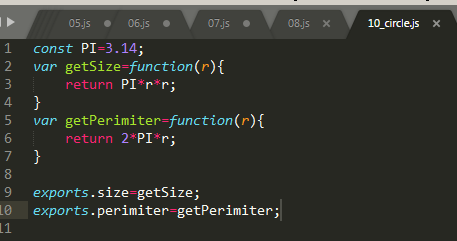 05.js 06.js 07.js 08.js 10_circle.js
1 const PI=3.14;
2 var getSize=function(r){
3 return PI*r*r;
4 }
5 var getPerimiter=function(r){
6 return 2*PI*r;
7 }
8
9 exports.size=getSize;
10 exports.perimiter=getPerimiter;
11